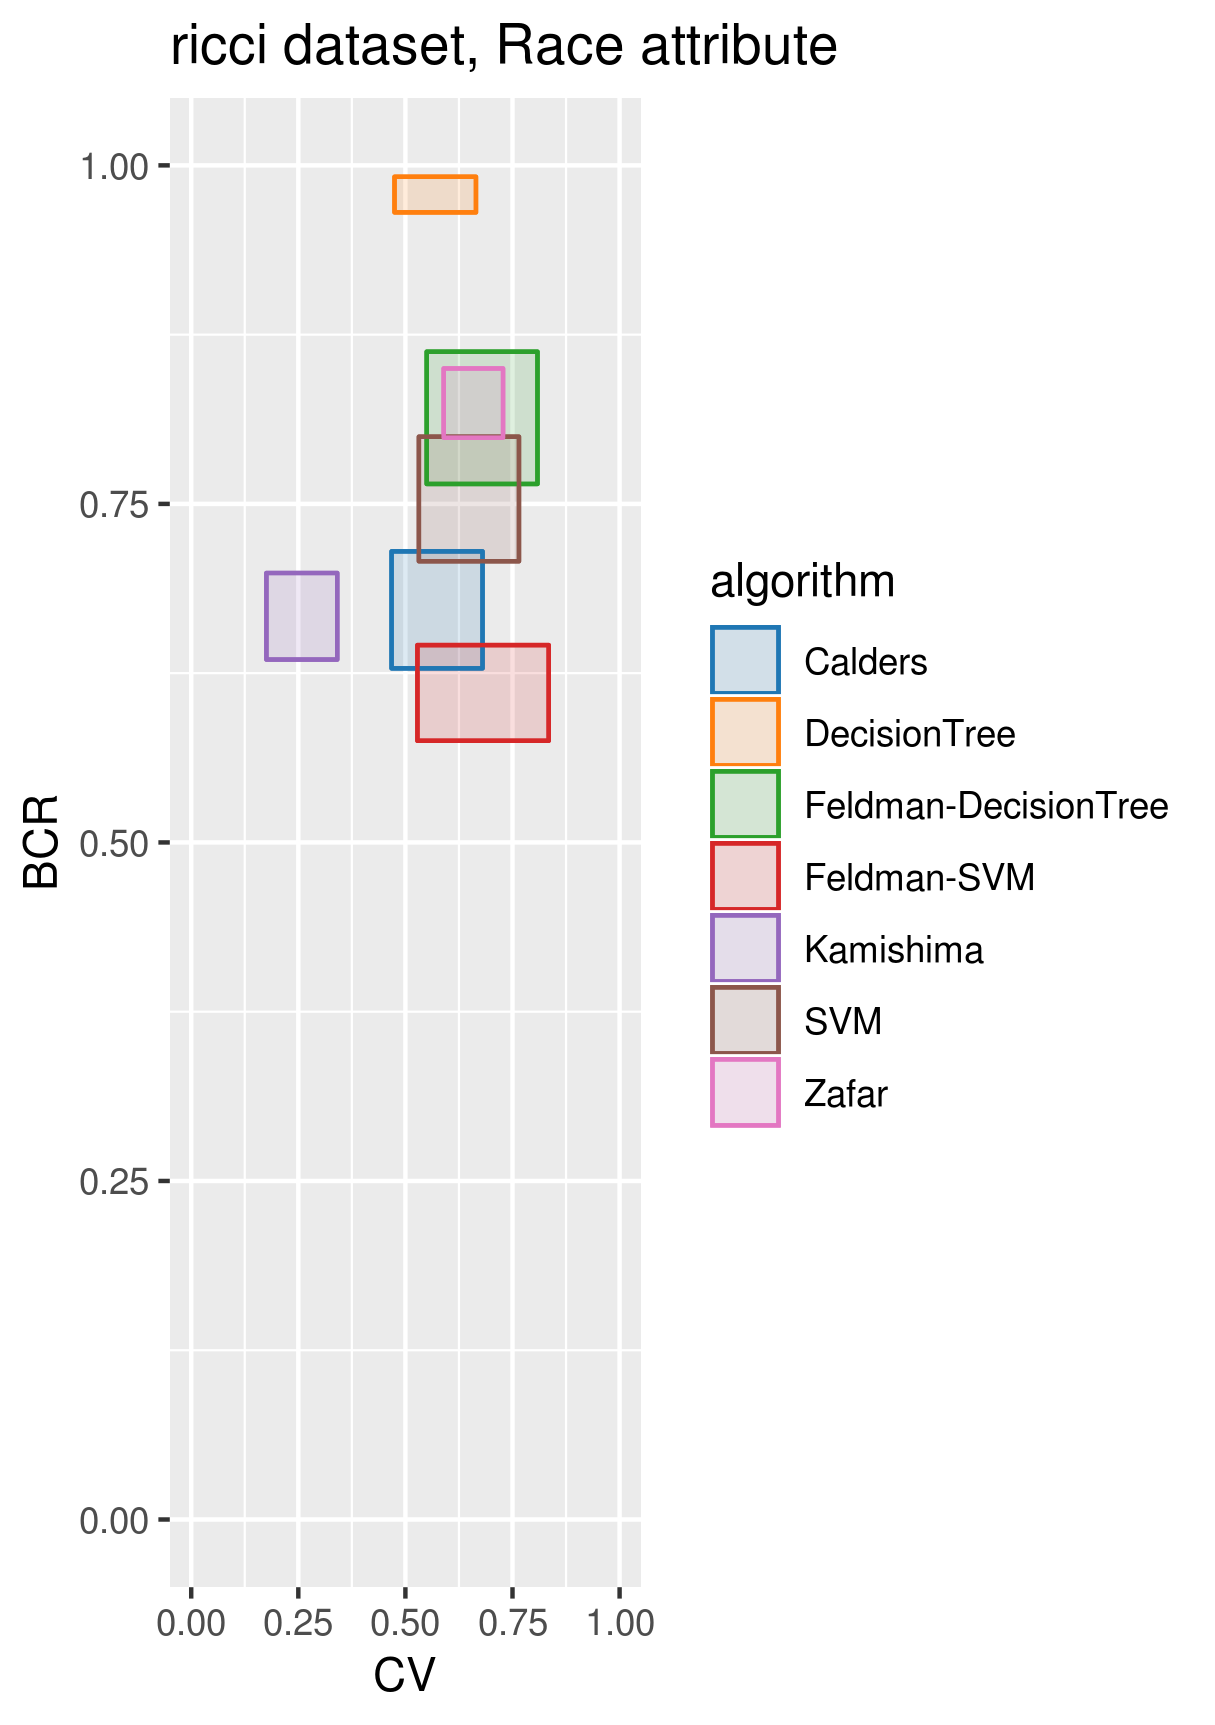 ricci dataset, Race attribute
1.00
0.75
0.50
0.25
0.00
BCR
0.00 0.25 0.50 0.75 1.00
CV
algorithm
Calders
DecisionTree
Feldman-DecisionTree
Feldman-SVM
Kamishima
SVM
Zafar